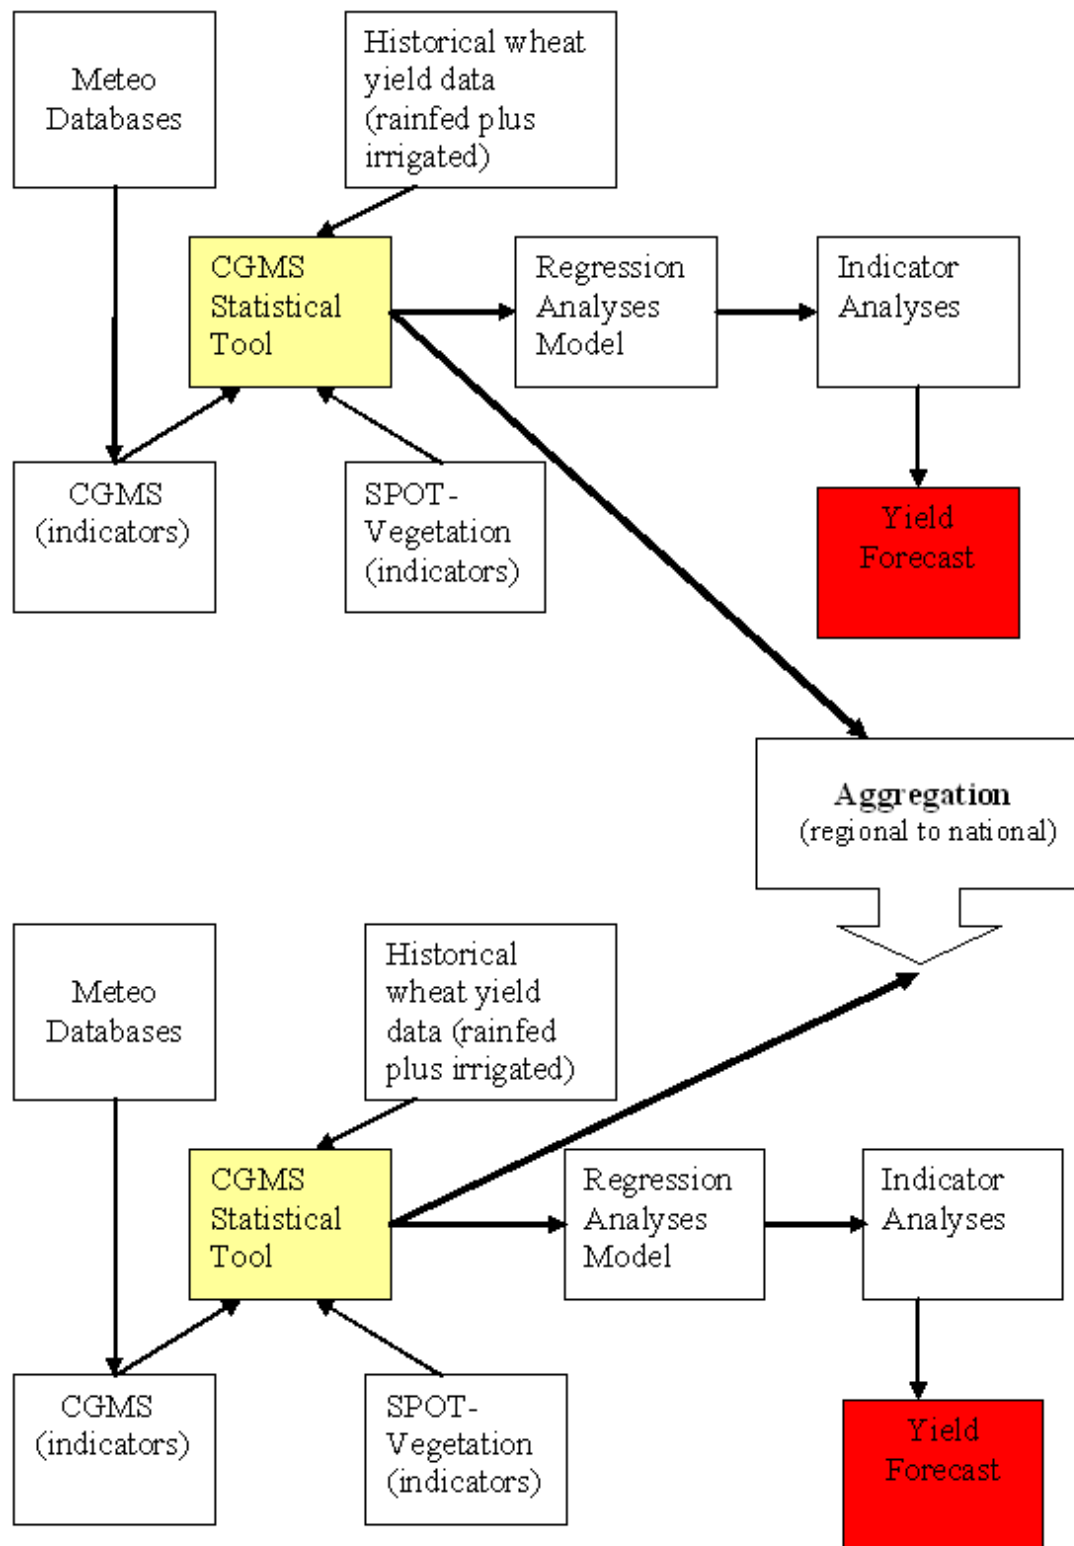 Meteo
Databases
Historical wheat
yield data
(rainfed plus
irrigated)
CGMS
Statistical
Tool
Regression
Analyses
Model
Indicator
Analyses
CGMS
(indicators)
SPOT-
Vegetation
(indicators)
Yield
Forecast
Aggregation
(regional to national)
Meteo
Databases
Historical
wheat yield
data (rainfed
plus irrigated)
CGMS
Statistical
Tool
Regression
Analyses
Model
Indicator
Analyses
CGMS
(indicators)
SPOT-
Vegetation
(indicators)
Yield
Forecast